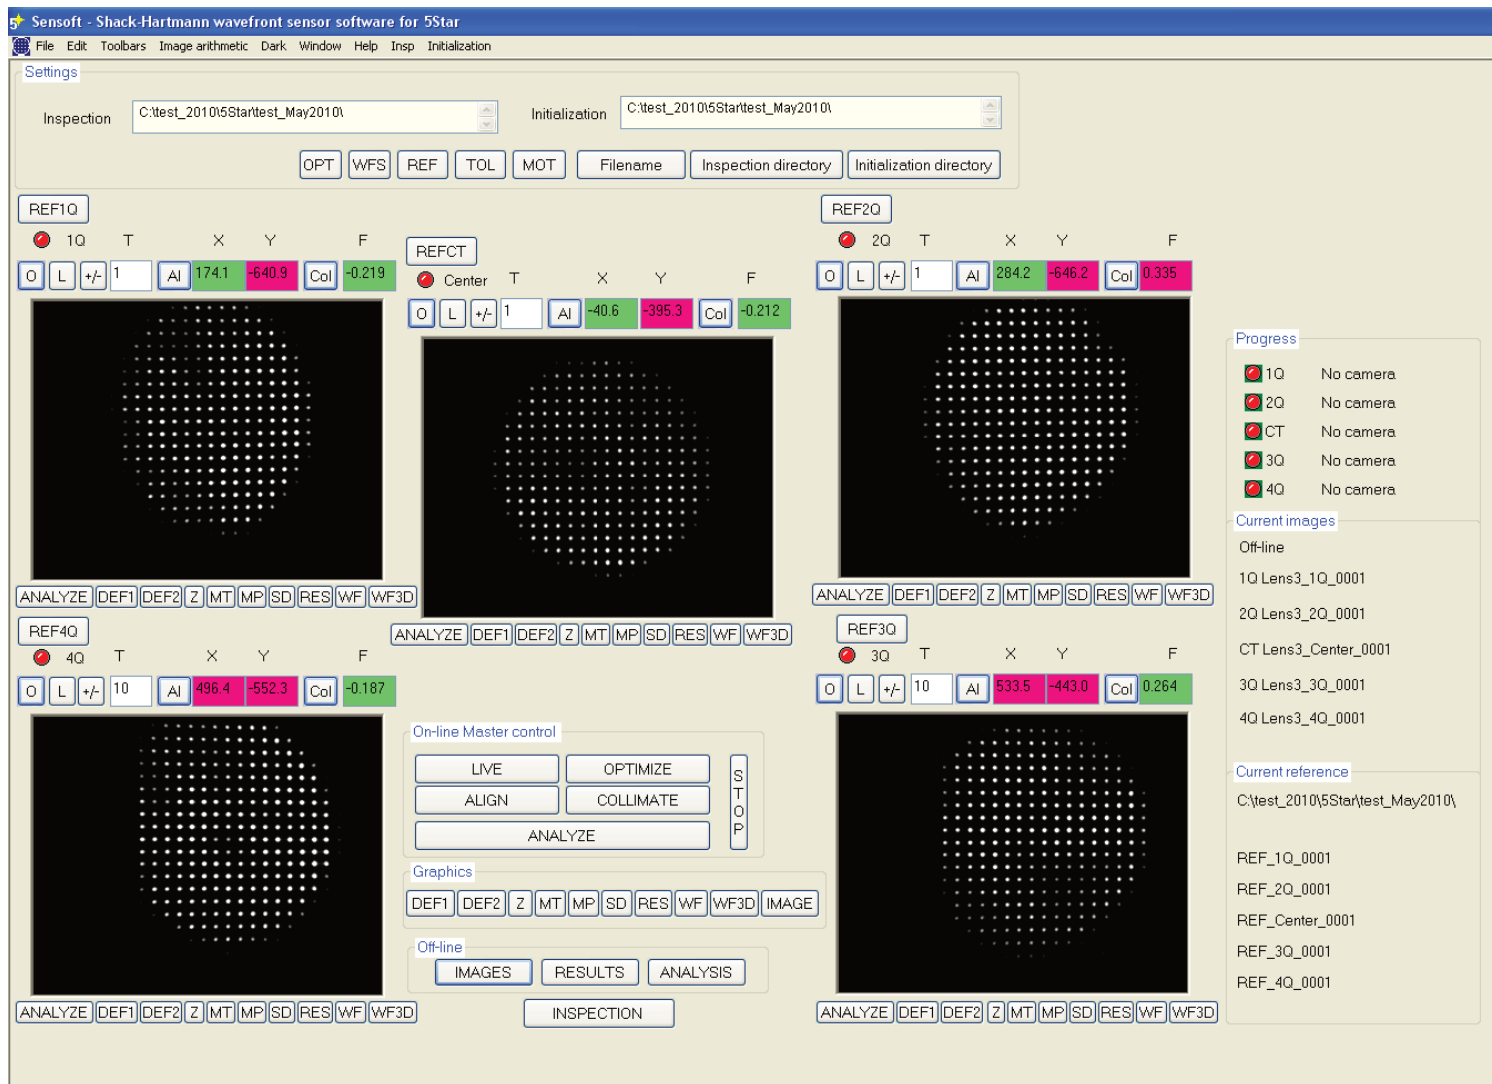 Sensoft - Shack-Hartmann wavefront sensor software for 5Star
File Edit Toolbars Image arithmetic Dark Window Help Insp Initialization
Settings
Inspection C:\test_2010\5Star\test_May2010\ Initialization C:\test_2010\5Star\test_May2010\
OPT WFS REF TOL MOT Filename Inspection directory Initialization directory
REF1Q
1Q T X Y F
O L +/- 1 Al 174.1 -640.9 Col -0.219
ANALYZE DEF1 DEF2 Z MT MP SD RES WF WF3D
REFCT
Center T X Y F
O L +/- 1 Al -40.6 -395.3 Col -0.212
ANALYZE DEF1 DEF2 Z MT MP SD RES WF WF3D
REF2Q
2Q T X Y F
O L +/- 1 Al 284.2 -646.2 Col 0.335
ANALYZE DEF1 DEF2 Z MT MP SD RES WF WF3D
REF4Q
4Q T X Y F
O L +/- 10 Al 496.4 -552.3 Col -0.187
ANALYZE DEF1 DEF2 Z MT MP SD RES WF WF3D
On-line Master control
LIVE OPTIMIZE
ALIGN COLLIMATE
ANALYZE
STOP
Graphics
DEF1 DEF2 Z MT MP SD RES WF WF3D IMAGE
Off-line
IMAGES RESULTS ANALYSIS
INSPECTION
REF3Q
3Q T X Y F
O L +/- 10 Al 533.5 -443.0 Col 0.264
ANALYZE DEF1 DEF2 Z MT MP SD RES WF WF3D
Progress
1Q No camera
2Q No camera
CT No camera
3Q No camera
4Q No camera
Current images
Off-line
1Q Lens3_1Q_0001
2Q Lens3_2Q_0001
CT Lens3_Center_0001
3Q Lens3_3Q_0001
4Q Lens3_4Q_0001
Current reference
C:\test_2010\5Star\test_May2010\
REF_1Q_0001
REF_2Q_0001
REF_Center_0001
REF_3Q_0001
REF_4Q_0001